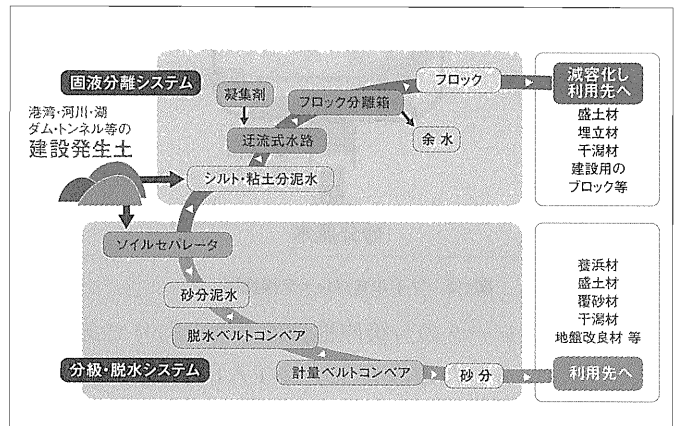 固液分離システム
港湾・河川・湖
ダム・トンネル等の
建設発生土
凝集剤
迂流式水路
フロック分離箱
フロック
余水
シルト・粘土分泥水
減容化し
利用先へ
盛土材
埋立材
干潟材
建設用の
ブロック等
ソイルセパレータ
砂分泥水
脱水ベルトコンベア
計量ベルトコンベア
砂分
分級・脱水システム
養浜材
盛土材
覆砂材
干潟材
地盤改良材 等
利用先へ